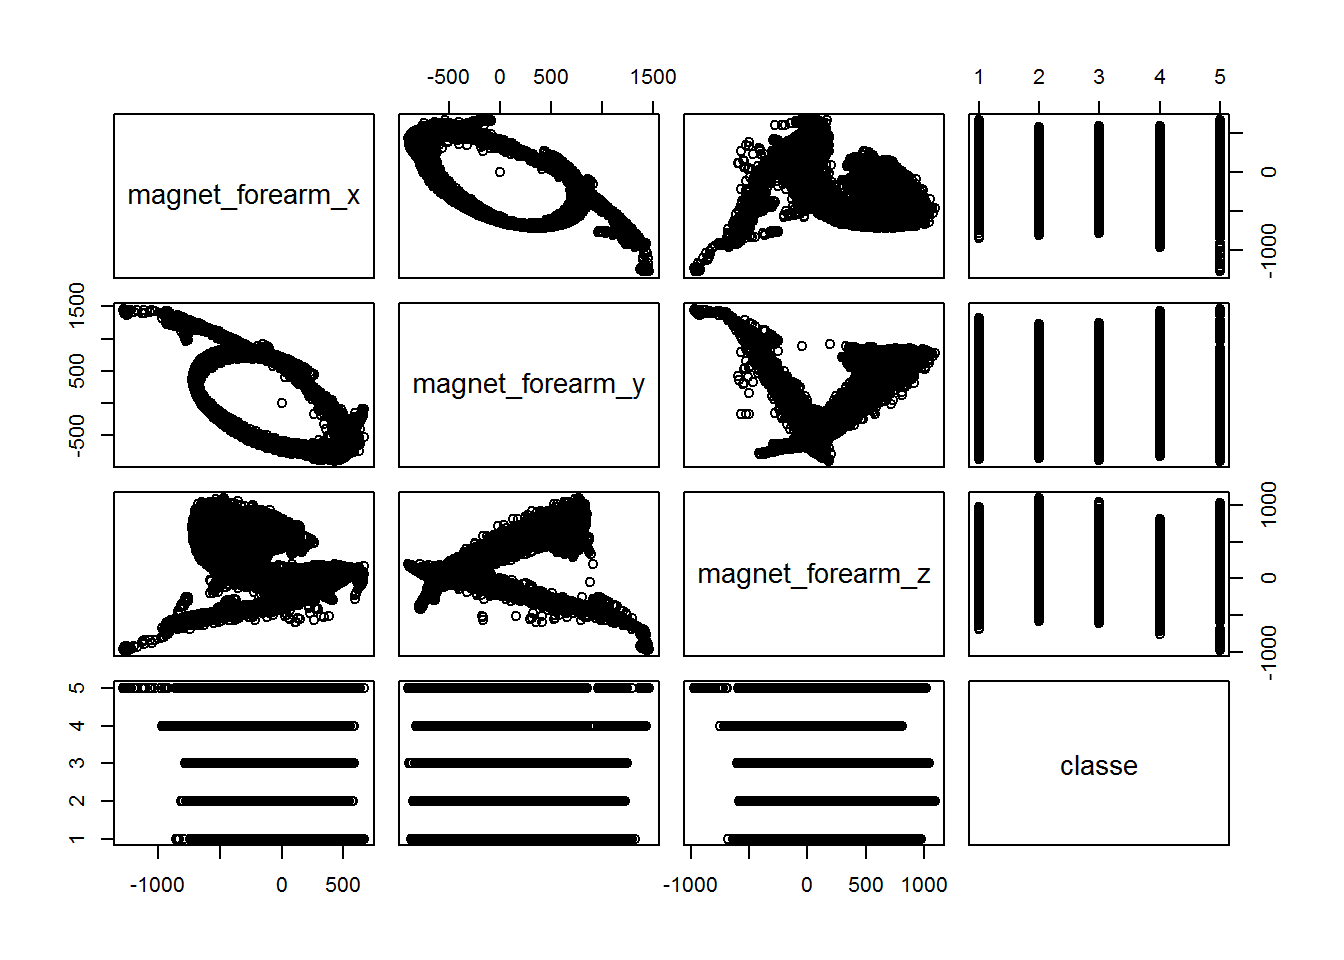 -500 0 500 1500
1 2 3 4 5
magnet_forearm_x
0
-1000
1500
500
-500
magnet_forearm_y
magnet_forearm_z
1000
0
-1000
5
4
3
2
1
classe
-1000 0 500
-1000 0 500 1000